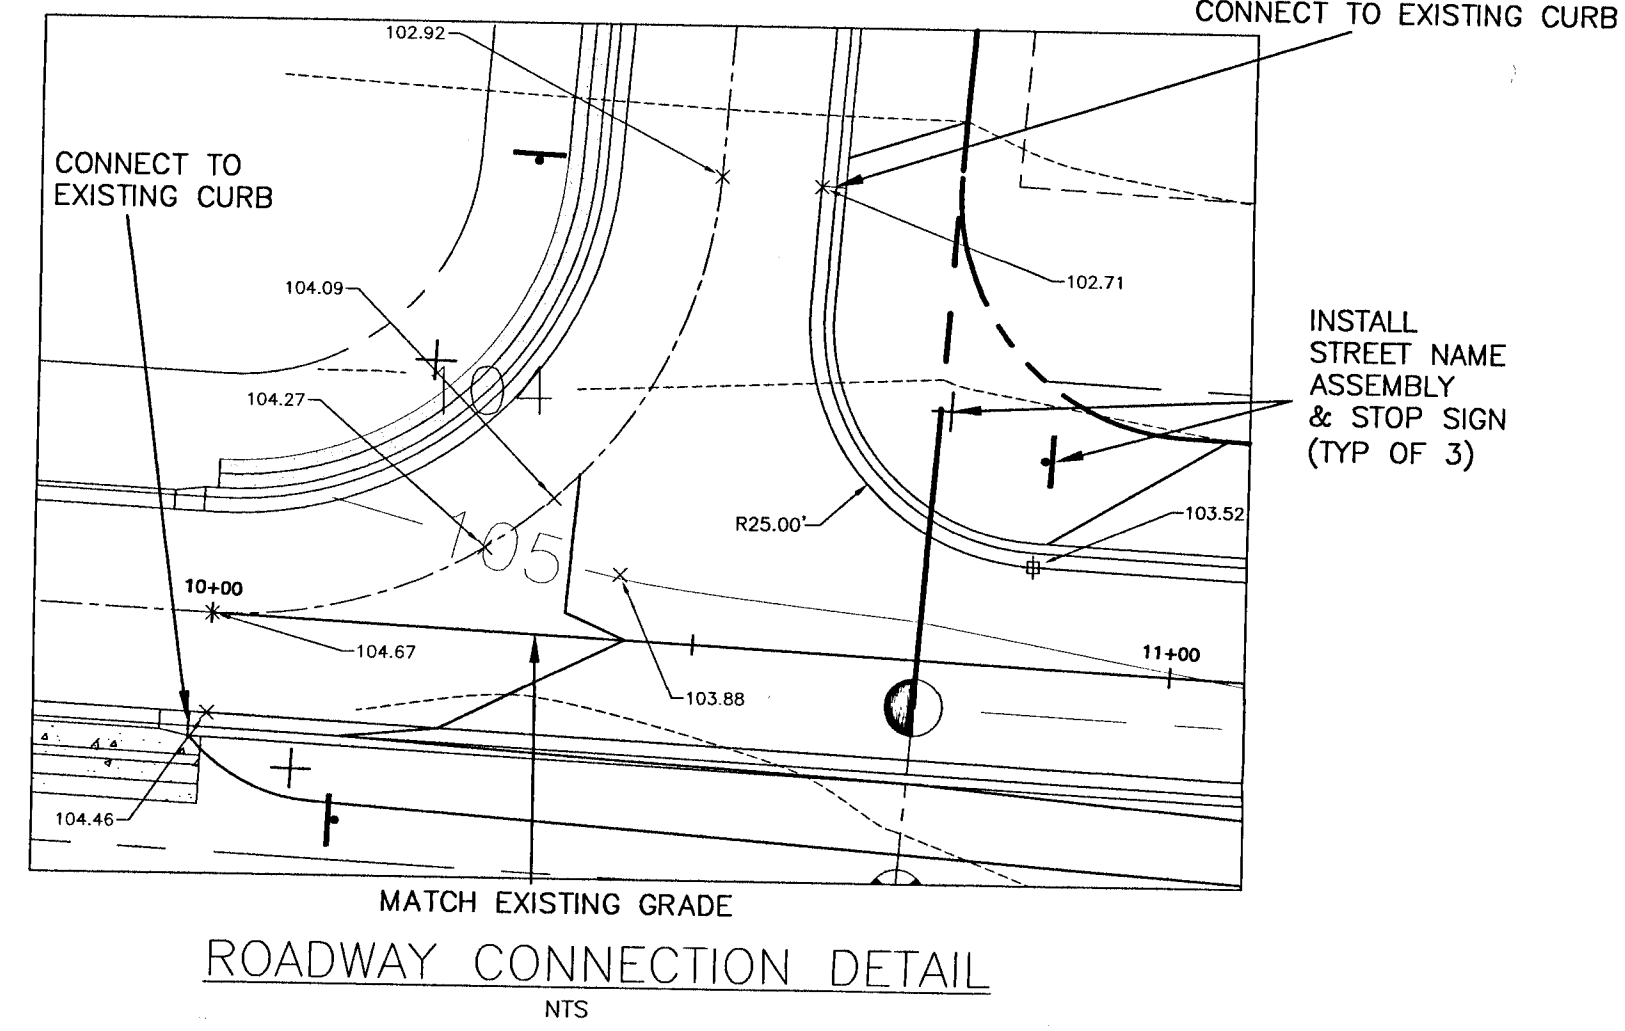 CONNECT TO EXISTING CURB
102.92
CONNECT TO
EXISTING CURB
104.09
102.71
INSTALL
STREET NAME
ASSEMBLY
& STOP SIGN
(TYP OF 3)
104
104.27
R25.00'
103.52
105
10+00
104.67
11+00
103.88
104.46
MATCH EXISTING GRADE
ROADWAY CONNECTION DETAIL
NTS